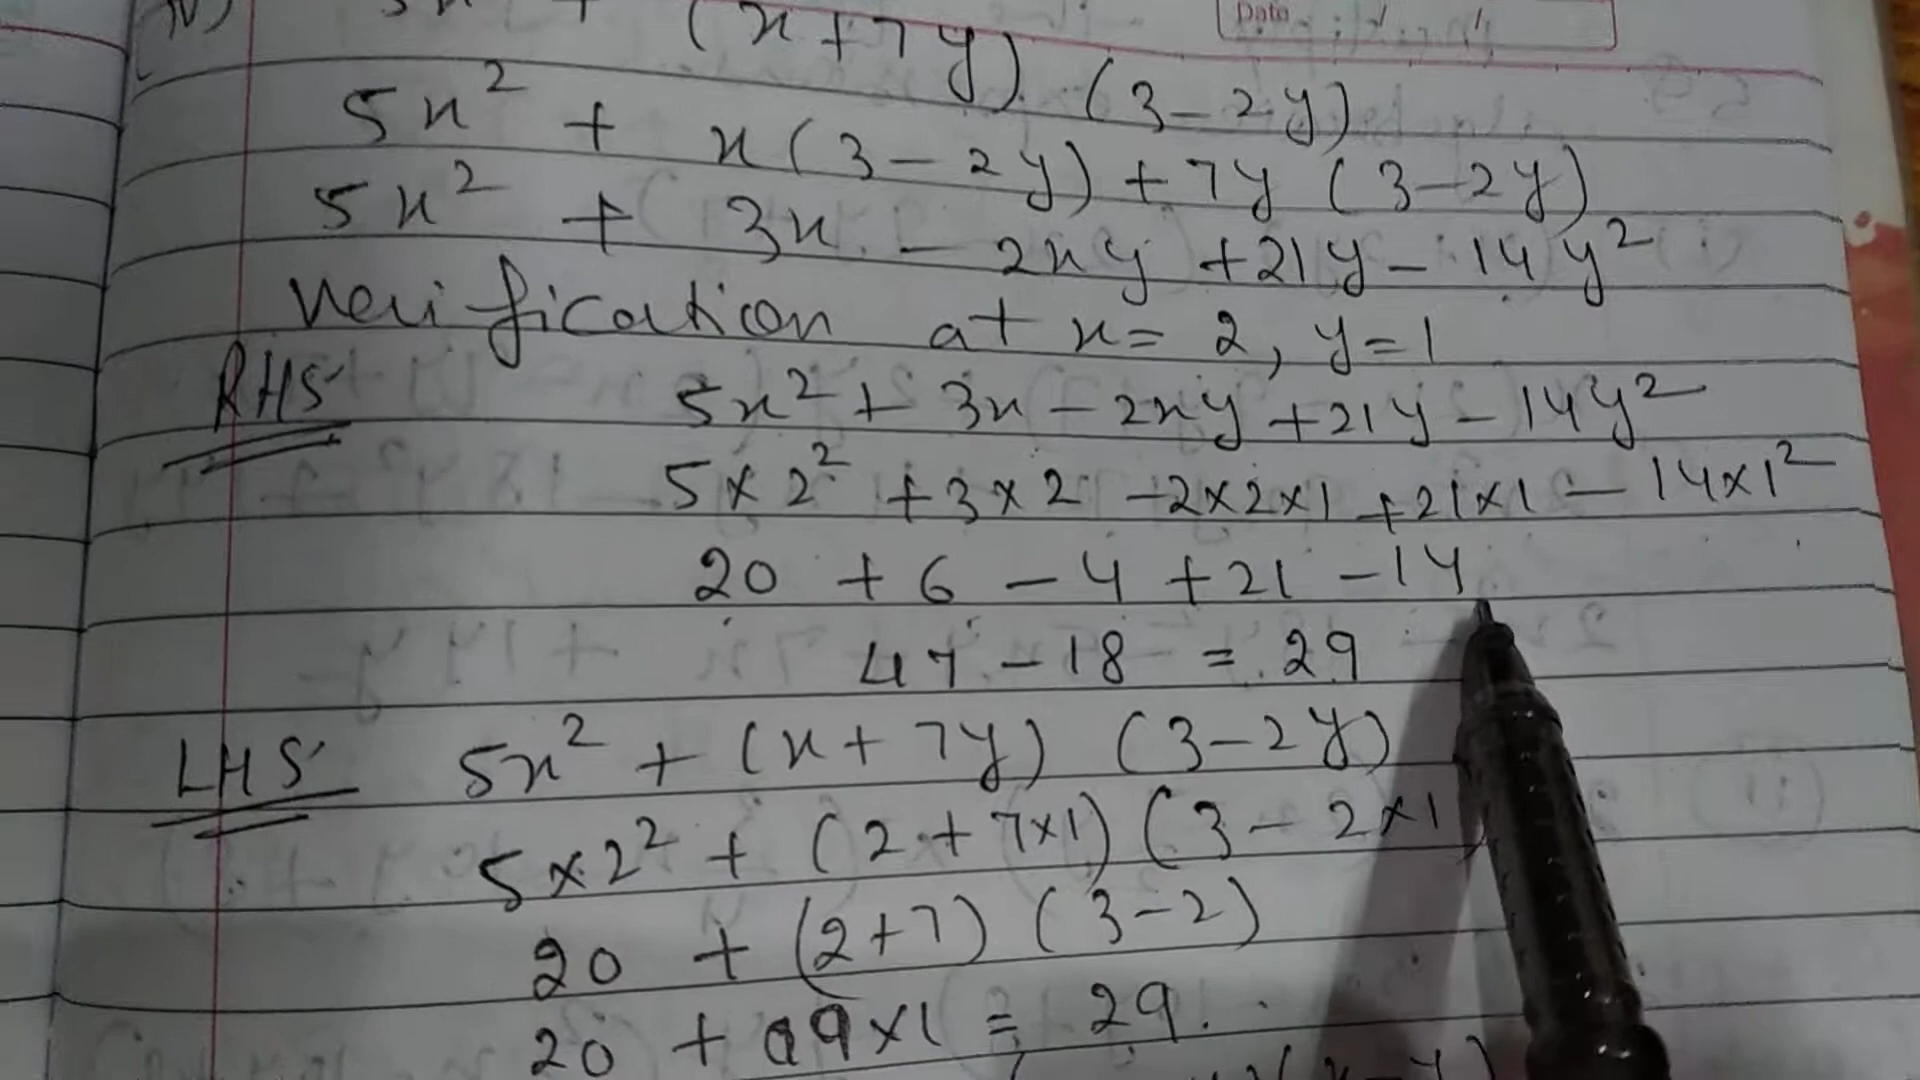 iv) 5x² + (x+7y) (3-2y)
Date
5x² + x(3-2y)+7y (3-2y)
5x² + 3x - 2xy +21y - 14y²
Verification at x= 2, y=1
RHS 5x² + 3x - 2xy +21y - 14y²
5×2² +3×2 -2×2×1 +21×1 - 14×1²
20 + 6 - 4 +21 -14
47 -18 = 29
LHS 5x² + (x+7y) (3-2y)
5×2² + (2+7×1) (3-2×1)
20 + (2+7) (3-2)
20 + 9×1 = 29.